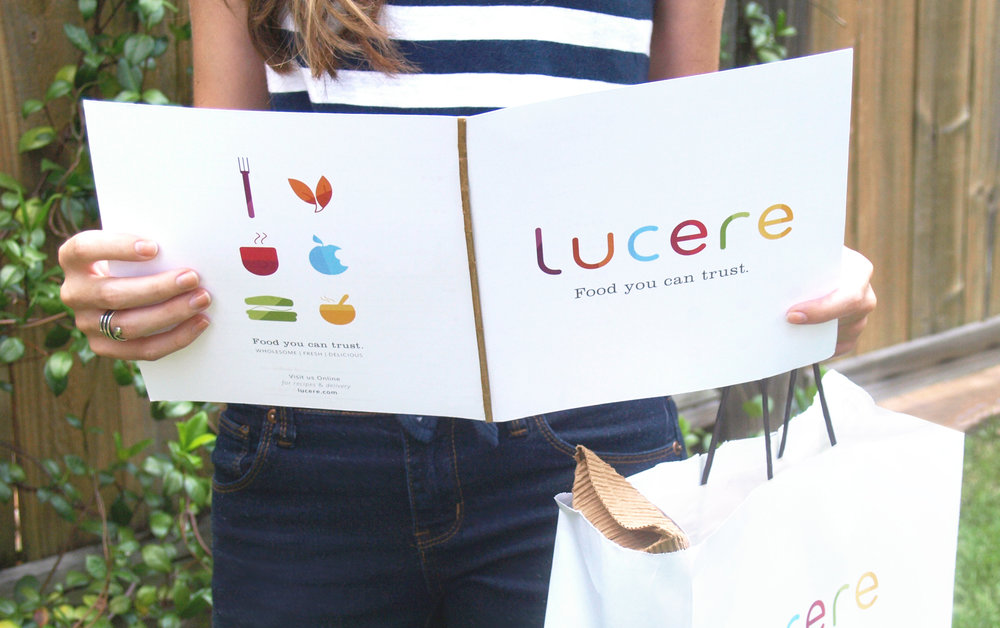 Food you can trust.
WHOLESOME | FRESH | DELICIOUS
Visit us Online
for recipes & delivery
lucere.com
lucere
Food you can trust.
cere